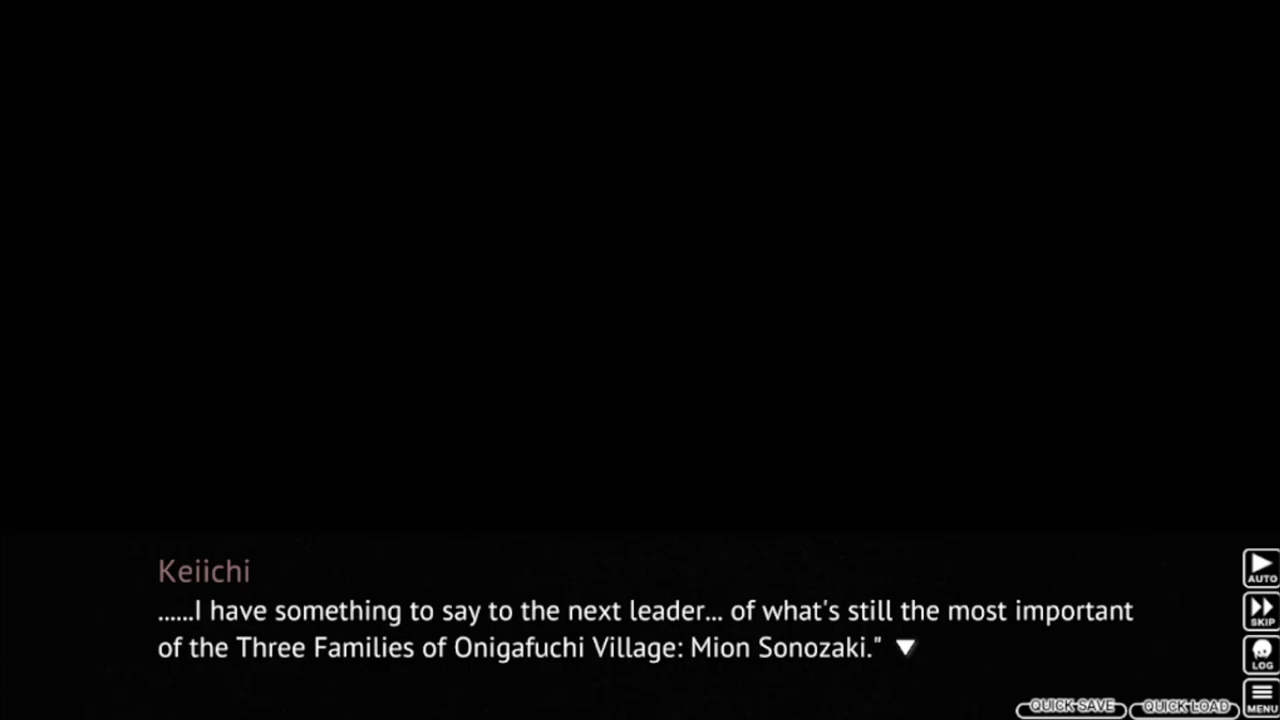 Keiichi
......I have something to say to the next leader... of what's still the most important
of the Three Families of Onigafuchi Village: Mion Sonozaki."
AUTO
SKIP
LOG
MENU
QUICK SAVE
QUICK LOAD